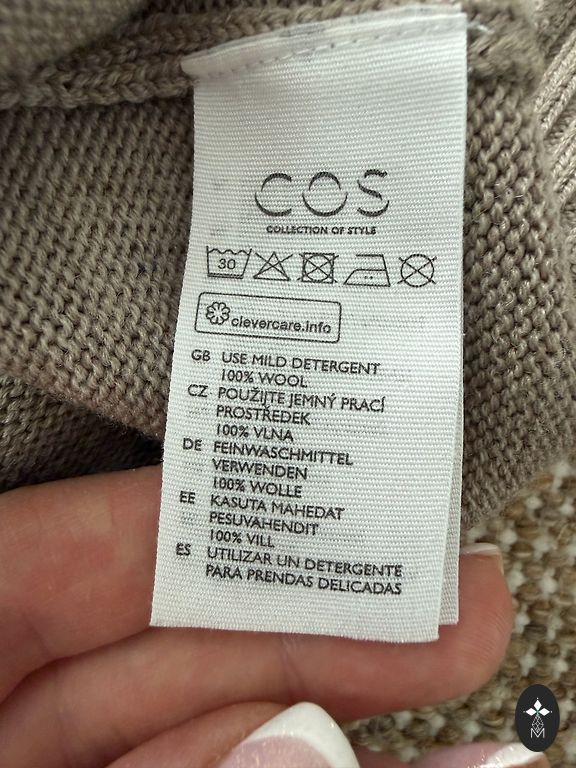 COS
COLLECTION OF STYLE
30
clevercare.info
GB USE MILD DETERGENT
100% WOOL
CZ POUŽIJTE JEMNÝ PRACÍ
PROSTŘEDEK
100% VLNA
DE FEINWASCHMITTEL
VERWENDEN
100% WOLLE
EE KASUTA MAHEDAT
PESUVAHENDIT
100% VILL
ES UTILIZAR UN DETERGENTE
PARA PRENDAS DELICADAS
M